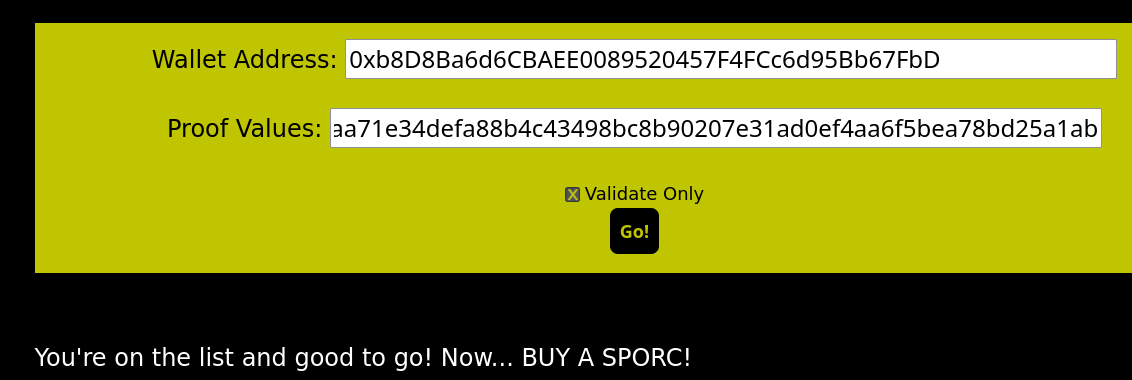 Wallet Address: 0xb8D8Ba6d6CBAEE0089520457F4FCc6d95Bb67FbD
Proof Values: aa71e34defa88b4c43498bc8b90207e31ad0ef4aa6f5bea78bd25a1ab
Validate Only
Go!
You're on the list and good to go! Now... BUY A SPORC!